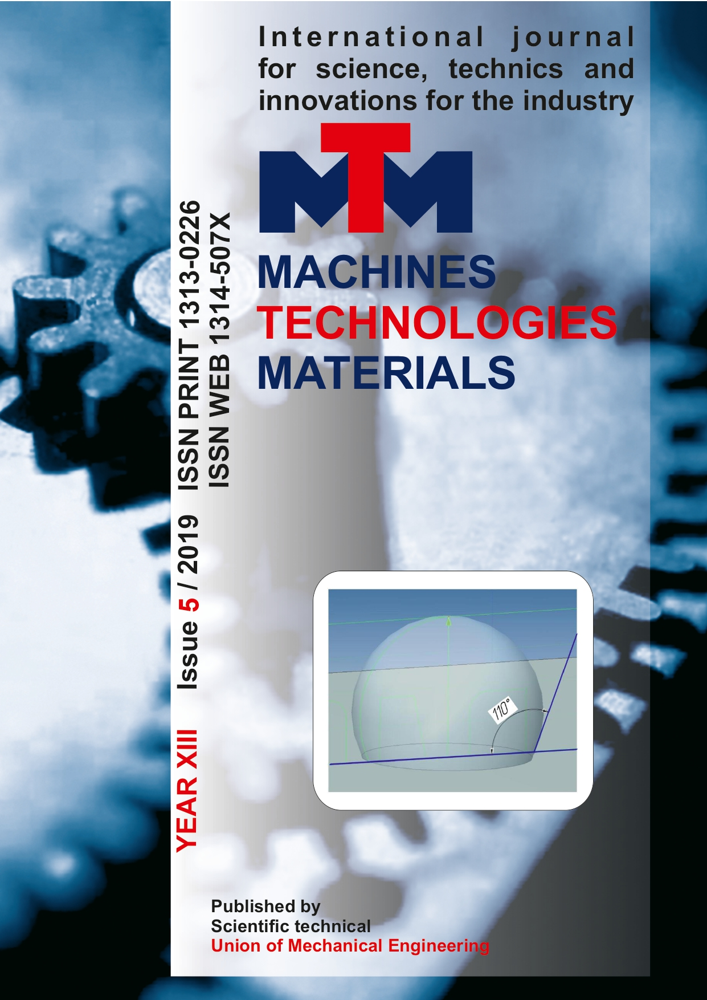 International journal
for science, technics and
innovations for the industry
MTM
MACHINES
TECHNOLOGIES
MATERIALS
YEAR XIII Issue 5 / 2019 ISSN PRINT 1313-0226
ISSN WEB 1314-507X
110°
Published by
Scientific technical
Union of Mechanical Engineering